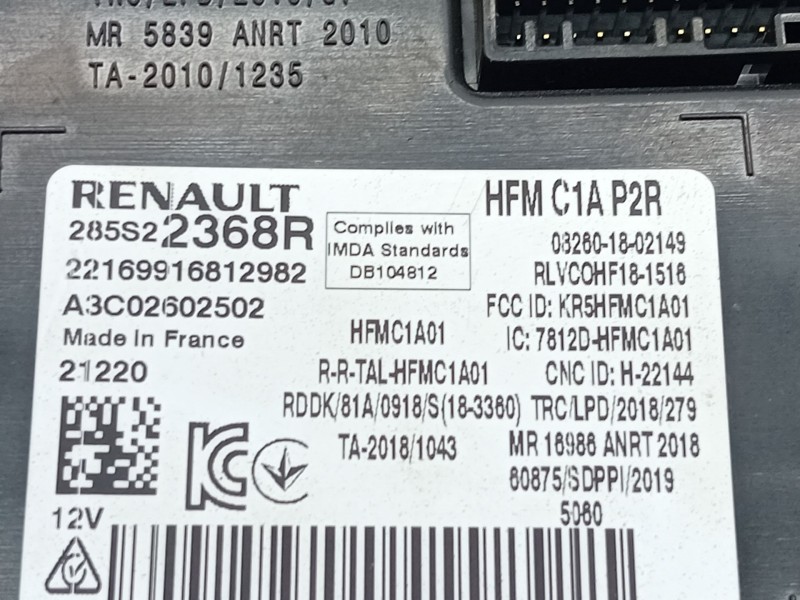 MR 5839 ANRT 2010
TA-2010/1235
RENAULT
HFM C1A P2R
285S22368R
Complies with
IMDA Standards
DB104812
03260-18-02149
22169916812982
RLVCOHF18-1516
A3C02602502
FCC ID: KR5HFMC1A01
Made in France
HFMC1A01
IC: 7812D-HFMC1A01
21220
R-R-TAL-HFMC1A01
CNC ID: H-22144
RDDK/81A/0918/S(18-3360)
TRC/LPD/2018/279
TA-2018/1043
MR 16986 ANRT 2018
60875/SDPPI/2019
5060
12V